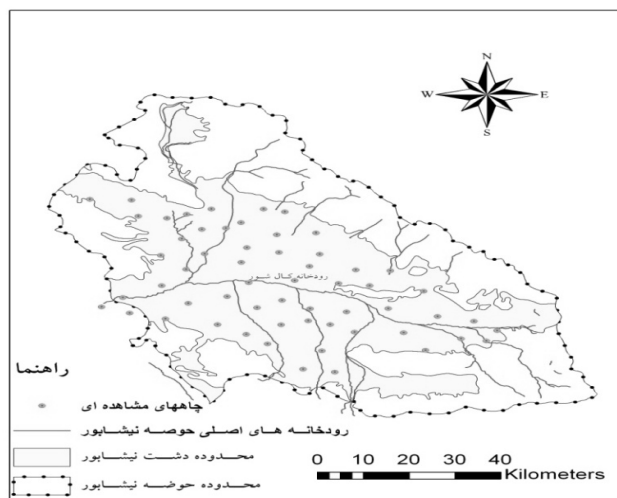 N
W E
S
رودخانه کال شور
راهنما
چاههای مشاهده ای
رودخانه های اصلی حوضه نیشابور
محدوده دشت نیشابور
محدوده حوضه نیشابور
0 5 10 20 30 40
Kilometers